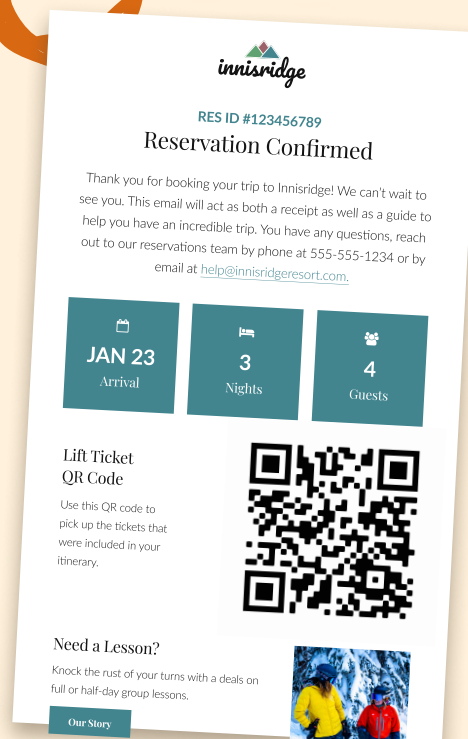 innisridge
RES ID #123456789
Reservation Confirmed
Thank you for booking your trip to Innisridge! We can't wait to
see you. This email will act as both a receipt as well as a guide to
help you have an incredible trip. You have any questions, reach
out to our reservations team by phone at 555-555-1234 or by
email at help@innisridgeresort.com.
JAN 23
Arrival
3
Nights
4
Guests
Lift Ticket
QR Code
Use this QR code to
pick up the tickets that
were included in your
itinerary.
Need a Lesson?
Knock the rust of your turns with a deals on
full or half-day group lessons.
Our Story